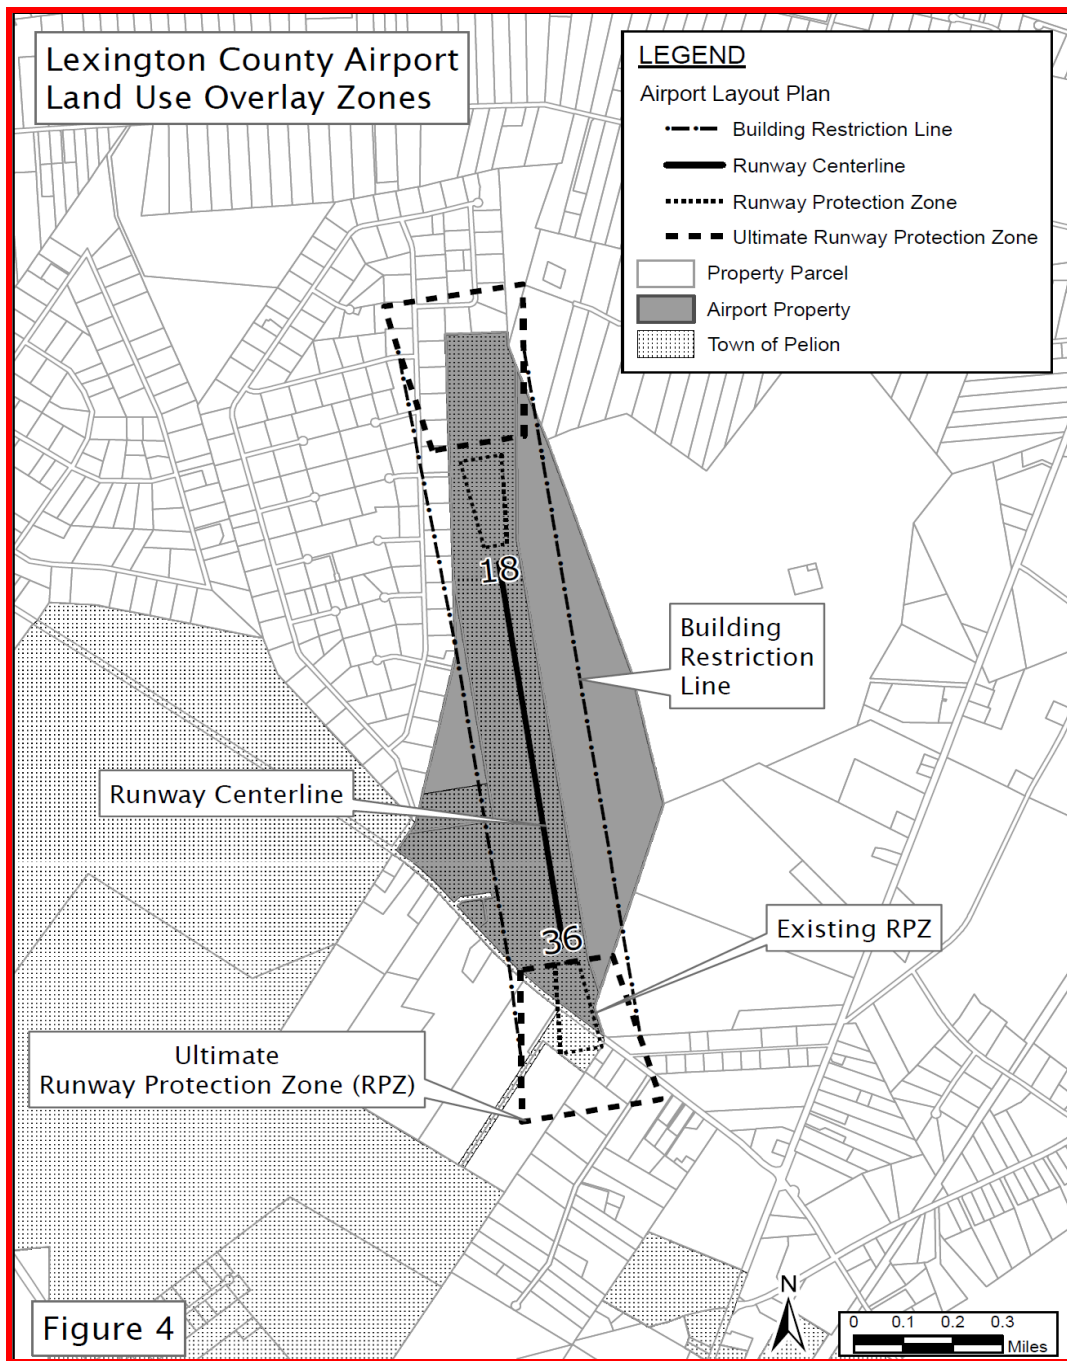 Lexington County Airport
Land Use Overlay Zones
LEGEND
Airport Layout Plan
Building Restriction Line
Runway Centerline
Runway Protection Zone
Ultimate Runway Protection Zone
Property Parcel
Airport Property
Town of Pelion
18
Building
Restriction
Line
Runway Centerline
36
Existing RPZ
Ultimate
Runway Protection Zone (RPZ)
N
0 0.1 0.2 0.3
Miles
Figure 4